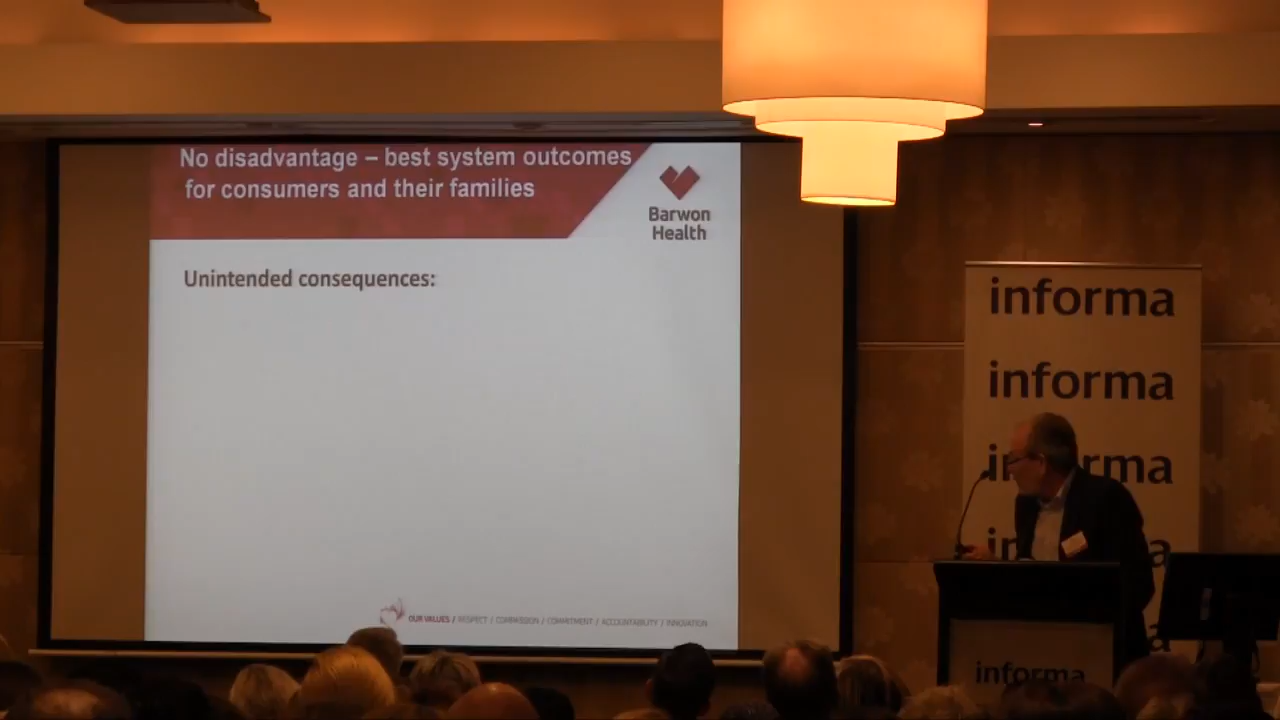 No disadvantage – best system outcomes
for consumers and their families
Barwon
Health
Unintended consequences:
OUR VALUES / RESPECT / COMPASSION / COMMITMENT / ACCOUNTABILITY / INNOVATION
informa
informa
informa